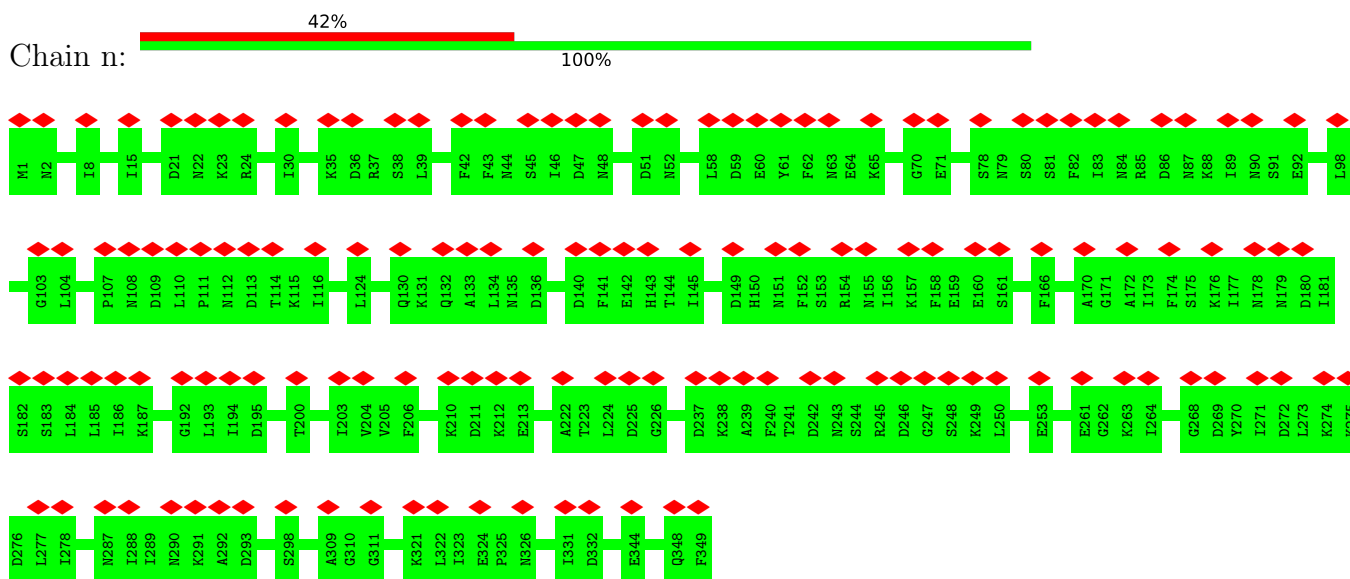 42%
Chain n:
100%
M1 N2 I8 I15 D21 N22 K23 R24 I30 K35 D36 R37 S38 L39 F42 F43 N44 S45 I46 D47 N48 D51 N52 L58 D59 E60 Y61 F62 N63 E64 K65 G70 E71 S78 N79 S80 S81 F82 I83 N84 R85 D86 N87 K88 I89 N90 S91 E92 L98
G103 L104 P107 N108 D109 L110 P111 N112 D113 T114 K115 I116 L124 Q130 K131 Q132 A133 L134 N135 D136 D140 F141 E142 H143 T144 I145 D149 H150 N151 F152 S153 R154 N155 I156 K157 F158 E159 E160 S161 F166 A170 G171 A172 I173 F174 S175 K176 I177 N178 N179 D180 I181
S182 S183 L184 L185 I186 K187 G192 L193 I194 D195 T200 I203 V204 V205 F206 K210 D211 K212 E213 A222 T223 L224 D225 G226 D237 K238 A239 F240 T241 D242 N243 S244 R245 D246 G247 S248 K249 L250 E253 E261 G262 K263 I264 G268 D269 Y270 I271 D272 L273 K274 K275
D276 L277 I278 N287 I288 I289 N290 K291 A292 D293 S298 A309 G310 G311 K321 L322 I323 E324 P325 N326 I331 D332 E344 Q348 F349